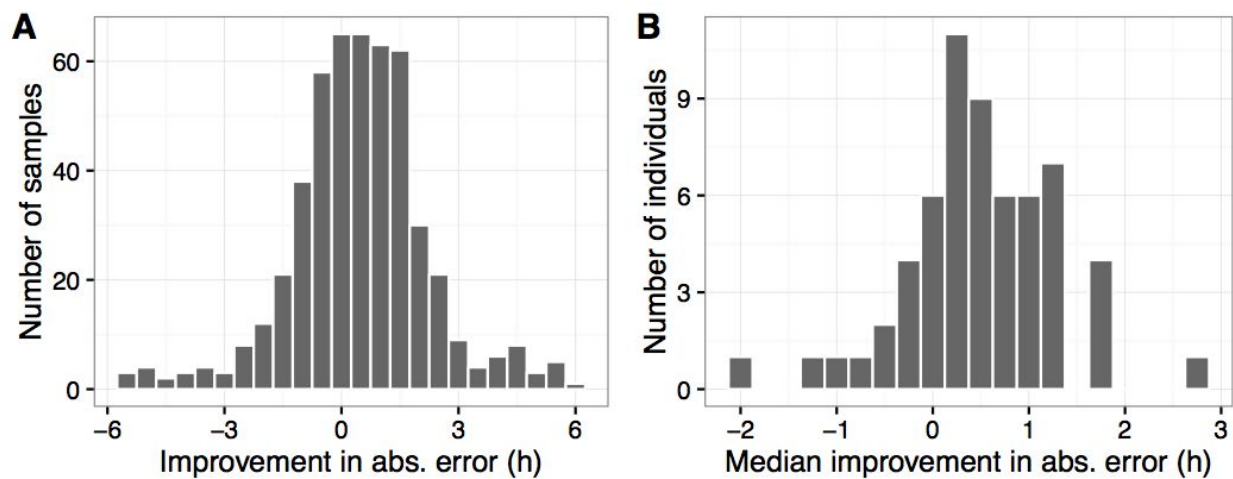 A
Number of samples
60
40
20
0
−6 −3 0 3 6
Improvement in abs. error (h)
B
Number of individuals
9
6
3
0
−2 −1 0 1 2 3
Median improvement in abs. error (h)